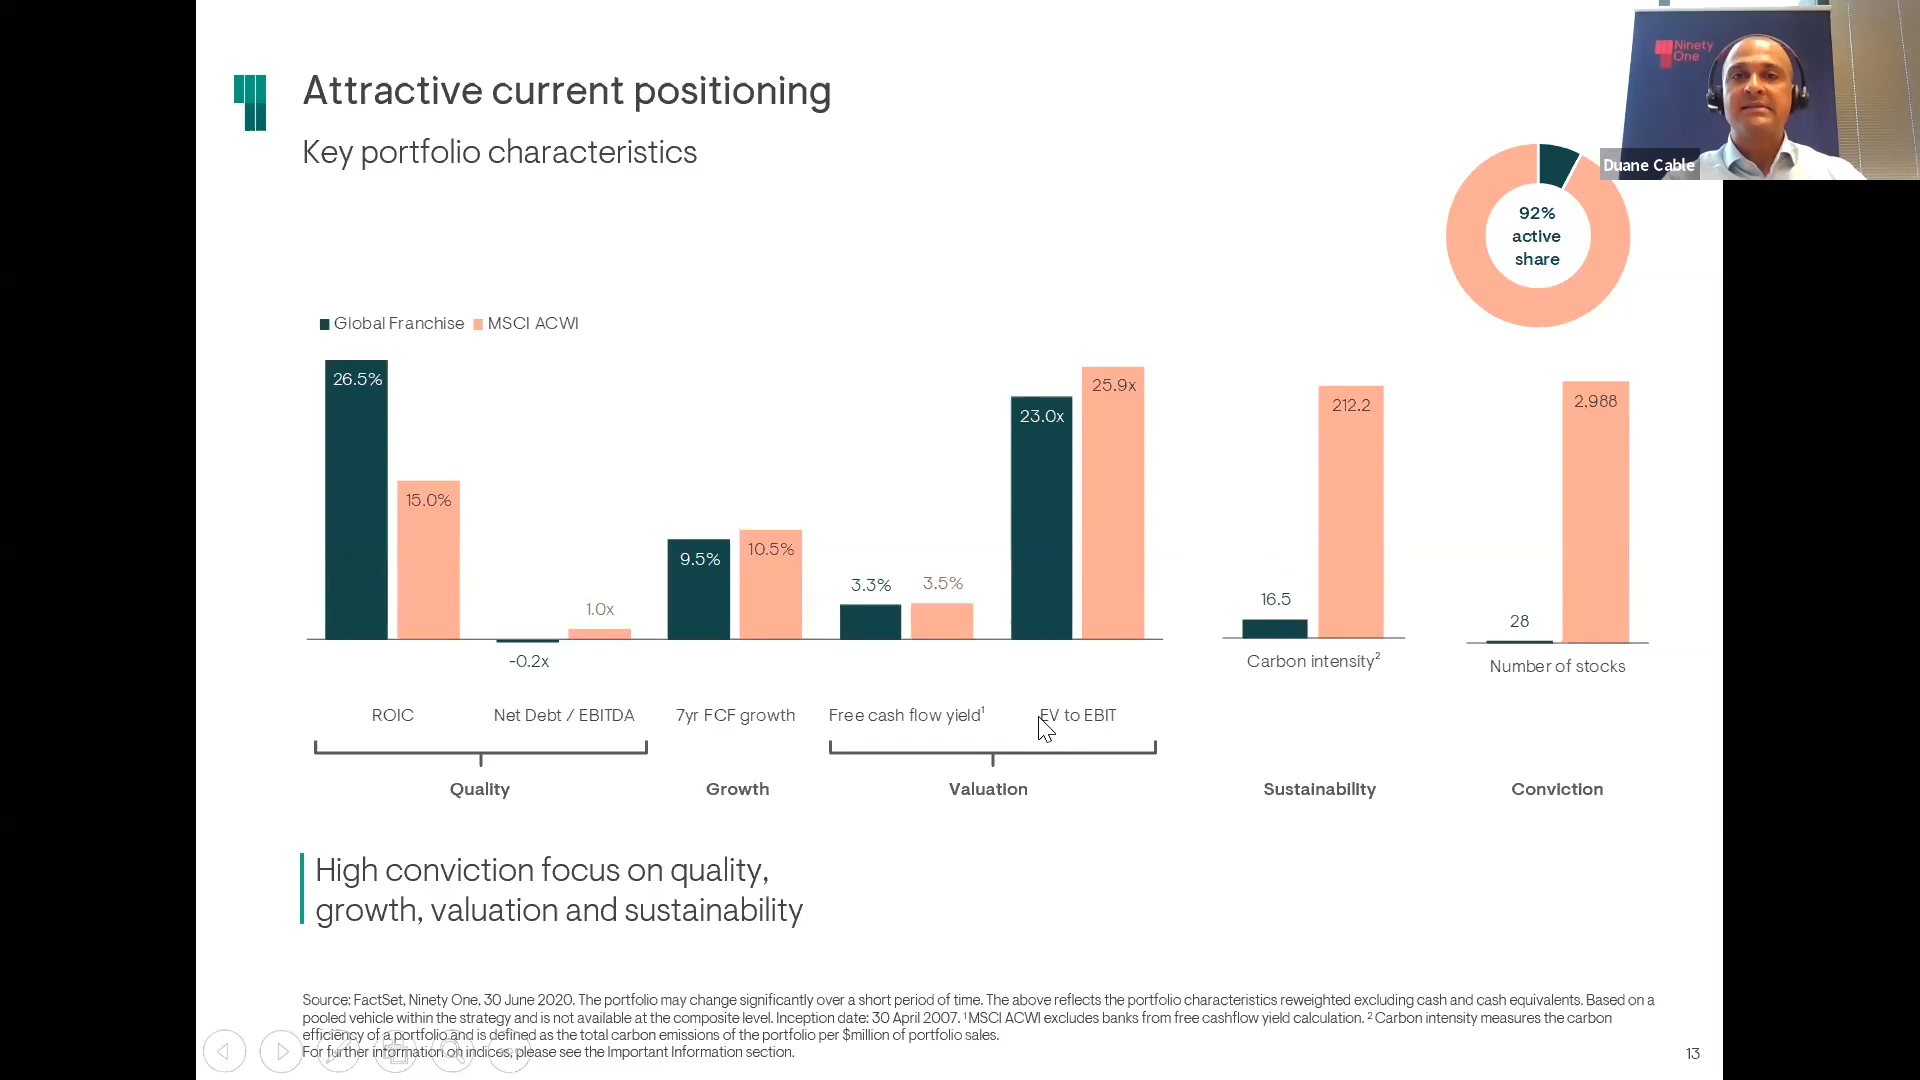 Attractive current positioning
Key portfolio characteristics
Ninety
One
Duane Cable
92%
active
share
Global Franchise
MSCI ACWI
26.5%
15.0%
-0.2x
1.0x
9.5%
10.5%
3.3%
3.5%
23.0x
25.9x
16.5
212.2
28
2,988
Carbon intensity²
Number of stocks
ROIC
Net Debt / EBITDA
7yr FCF growth
Free cash flow yield¹
EV to EBIT
Quality
Growth
Valuation
Sustainability
Conviction
High conviction focus on quality,
growth, valuation and sustainability
Source: FactSet, Ninety One, 30 June 2020. The portfolio may change significantly over a short period of time. The above reflects the portfolio characteristics reweighted excluding cash and cash equivalents. Based on a
pooled vehicle within the strategy and is not available at the composite level. Inception date: 30 April 2007. ¹MSCI ACWI excludes banks from free cashflow yield calculation. ² Carbon intensity measures the carbon
efficiency of a portfolio and is defined as the total carbon emissions of the portfolio per $million of portfolio sales.
For further information on indices, please see the Important Information section.
13